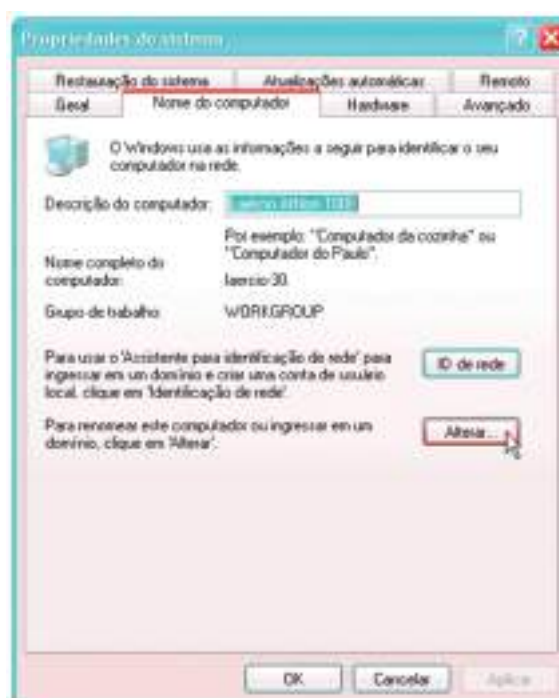 Propriedades do sistema
Restauração do sistema
Atualizações automáticas
Remoto
Geral
Nome do computador
Hardware
Avançado
O Windows usa as informações a seguir para identificar o seu
computador na rede.
Descrição do computador:
Por exemplo: "Computador da cozinha" ou
"Computador do Paulo".
Nome completo do
computador:
laercio-30.
Grupo de trabalho:
WORKGROUP
Para usar o 'Assistente para identificação de rede' para
ingressar em um domínio e criar uma conta de usuário
local, clique em 'Identificação de rede'.
ID de rede
Para renomear este computador ou ingressar em um
domínio, clique em 'Alterar'.
Alterar...
OK
Cancelar
Aplicar